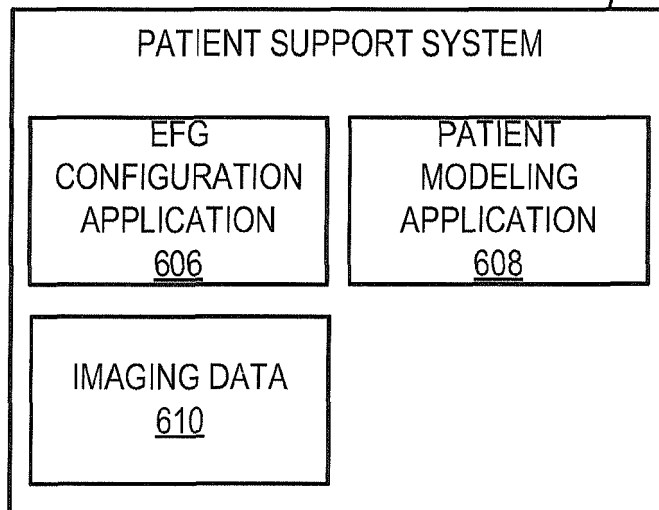 PATIENT SUPPORT SYSTEM
EFG
CONFIGURATION
APPLICATION
606
PATIENT
MODELING
APPLICATION
608
IMAGING DATA
610